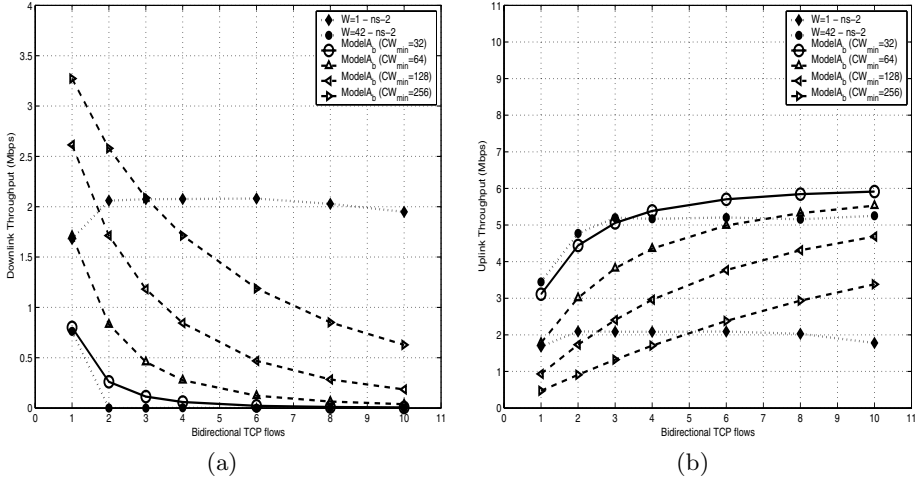 4
3.5
3
2.5
2
1.5
1
0.5
0
Downlink Throughput (Mbps)
W=1 − ns−2
W=42 − ns−2
ModelA_b (CW_min=32)
ModelA_b (CW_min=64)
ModelA_b (CW_min=128)
ModelA_b (CW_min=256)
0 1 2 3 4 5 6 7 8 9 10 11
Bidirectional TCP flows
(a)
11
10
9
8
7
6
5
4
3
2
1
0
Uplink Throughput (Mbps)
W=1 − ns−2
W=42 − ns−2
ModelA_b (CW_min=32)
ModelA_b (CW_min=64)
ModelA_b (CW_min=128)
ModelA_b (CW_min=256)
0 1 2 3 4 5 6 7 8 9 10 11
Bidirectional TCP flows
(b)